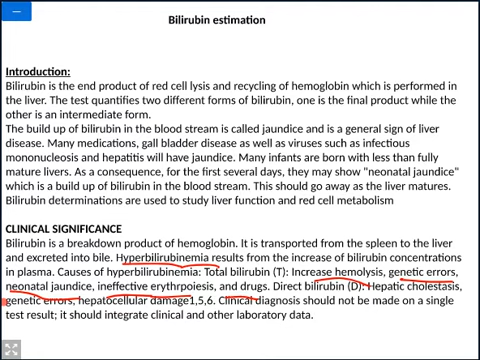 Bilirubin estimation
Introduction:
Bilirubin is the end product of red cell lysis and recycling of hemoglobin which is performed in
the liver. The test quantifies two different forms of bilirubin, one is the final product while the
other is an intermediate form.
The build up of bilirubin in the blood stream is called jaundice and is a general sign of liver
disease. Many medications, gall bladder disease as well as viruses such as infectious
mononucleosis and hepatitis will have jaundice. Many infants are born with less than fully
mature livers. As a consequence, for the first several days, they may show "neonatal jaundice"
which is a build up of bilirubin in the blood stream. This should go away as the liver matures.
Bilirubin determinations are used to study liver function and red cell metabolism
CLINICAL SIGNIFICANCE
Bilirubin is a breakdown product of hemoglobin. It is transported from the spleen to the liver
and excreted into bile. Hyperbilirubinemia results from the increase of bilirubin concentrations
in plasma. Causes of hyperbilirubinemia: Total bilirubin (T): Increase hemolysis, genetic errors,
neonatal jaundice, ineffective erythrpoiesis, and drugs. Direct bilirubin (D): Hepatic cholestasis,
genetic errors, hepatocellular damage1,5,6. Clinical diagnosis should not be made on a single
test result; it should integrate clinical and other laboratory data.